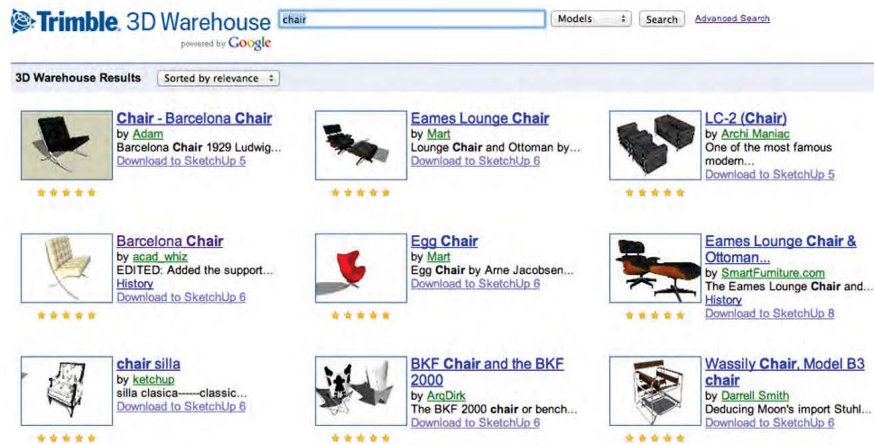 Trimble. 3D Warehouse
powered by Google
chair
Models
Search
Advanced Search
3D Warehouse Results
Sorted by relevance
Chair - Barcelona Chair
by Adam
Barcelona Chair 1929 Ludwig...
Download to SketchUp 5
Eames Lounge Chair
by Mart
Lounge Chair and Ottoman by...
Download to SketchUp 6
LC-2 (Chair)
by Archi Maniac
One of the most famous
modern...
Download to SketchUp 5
Barcelona Chair
by acad_whiz
EDITED: Added the support...
History
Download to SketchUp 6
Egg Chair
by Mart
Egg Chair by Arne Jacobsen...
Download to SketchUp 6
Eames Lounge Chair &
Ottoman...
by SmartFurniture.com
The Eames Lounge Chair and...
History
Download to SketchUp 8
chair silla
by ketchup
silla clasica------classic...
Download to SketchUp 6
BKF Chair and the BKF
2000
by ArqDirk
The BKF 2000 chair or bench...
Download to SketchUp 6
Wassily Chair, Model B3
chair
by Darrell Smith
Deducing Moon's import Stuhl...
Download to SketchUp 6